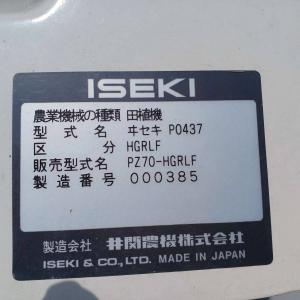 ISEKI
農業機械の種類 田植機
型式名 ヰセキ P0437
区分 HGRLF
販売型式名 PZ70-HGRLF
製造番号 000385
製造会社 井関農機株式会社
ISEKI & CO., LTD. MADE IN JAPAN